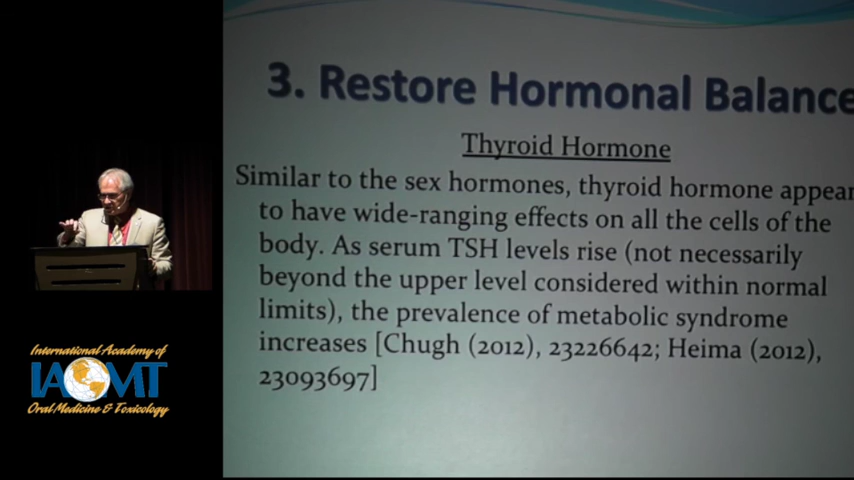 3. Restore Hormonal Balance
Thyroid Hormone
Similar to the sex hormones, thyroid hormone appear
to have wide-ranging effects on all the cells of the
body. As serum TSH levels rise (not necessarily
beyond the upper level considered within normal
limits), the prevalence of metabolic syndrome
increases [Chugh (2012), 23226642; Heima (2012),
23093697]
International Academy of
IAOMT
Oral Medicine & Toxicology